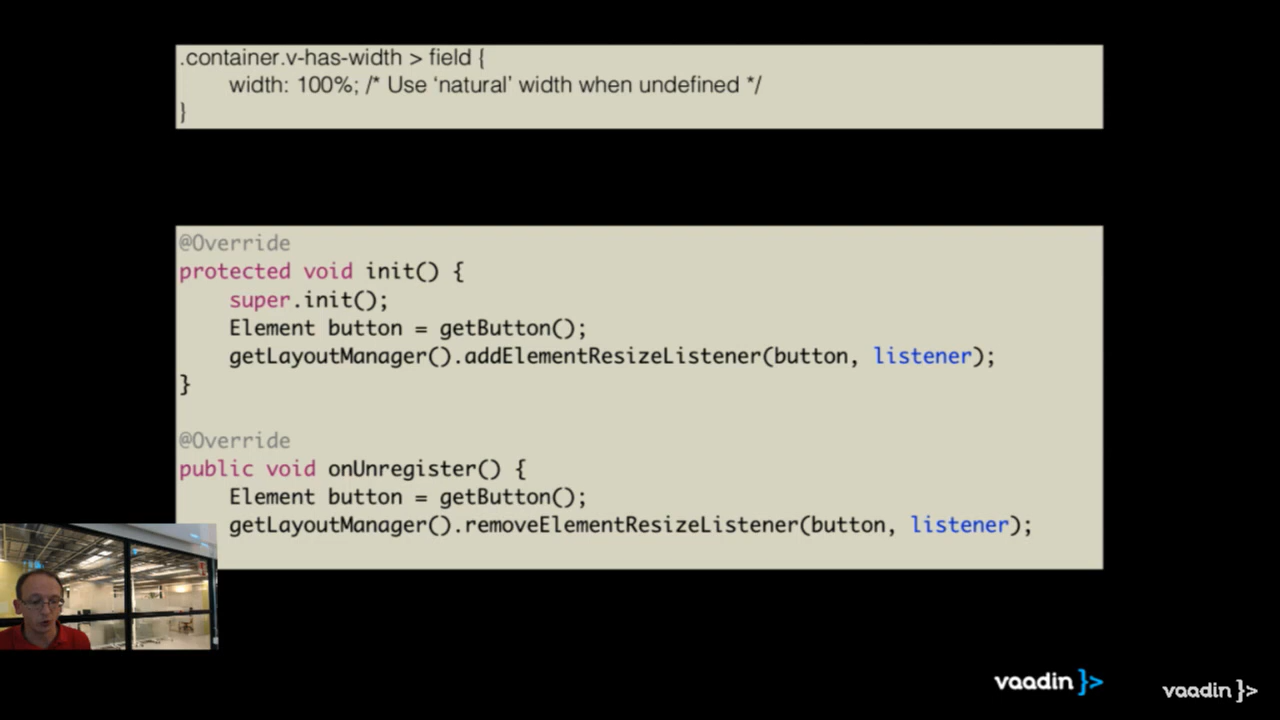 .container.v-has-width > field {
width: 100%; /* Use ‘natural’ width when undefined */
}
@Override
protected void init() {
super.init();
Element button = getButton();
getLayoutManager().addElementResizeListener(button, listener);
}
@Override
public void onUnregister() {
Element button = getButton();
getLayoutManager().removeElementResizeListener(button, listener);
vaadin }>
vaadin }>